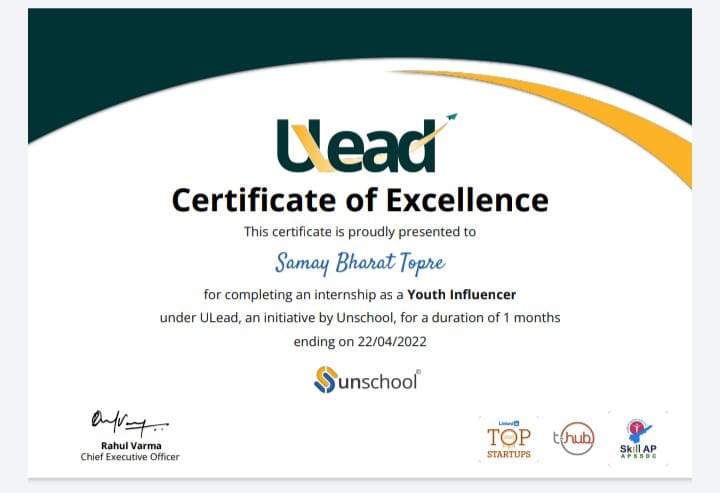 ULead
Certificate of Excellence
This certificate is proudly presented to
Samay Bharat Topre
for completing an internship as a Youth Influencer
under ULead, an initiative by Unschool, for a duration of 1 months
ending on 22/04/2022
unschool®
Rahul Varma
Chief Executive Officer
LinkedIn
TOP
STARTUPS
t-hub
Skill AP
APSSDC